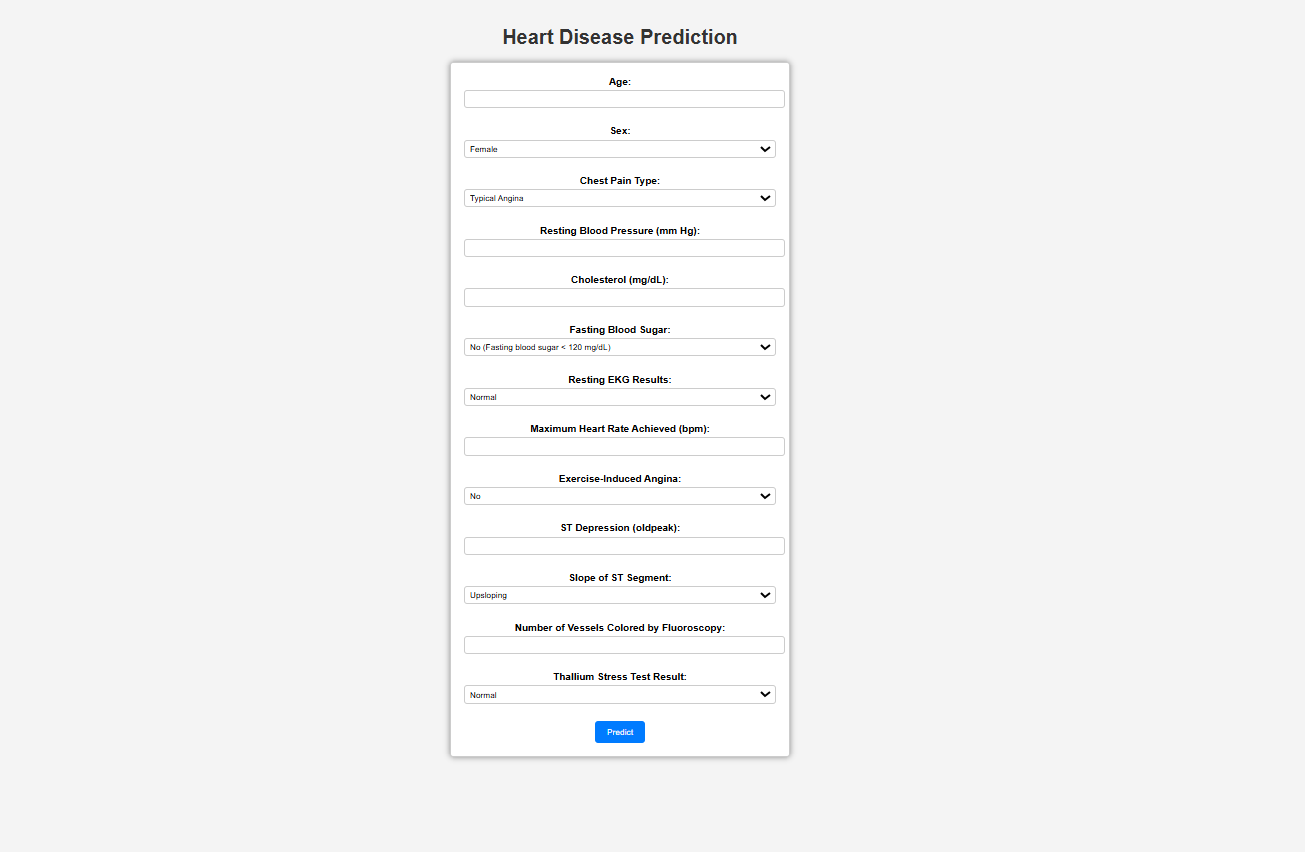 Heart Disease Prediction
Age:
Sex:
Female
Chest Pain Type:
Typical Angina
Resting Blood Pressure (mm Hg):
Cholesterol (mg/dL):
Fasting Blood Sugar:
No (Fasting blood sugar < 120 mg/dL)
Resting EKG Results:
Normal
Maximum Heart Rate Achieved (bpm):
Exercise-Induced Angina:
No
ST Depression (oldpeak):
Slope of ST Segment:
Upsloping
Number of Vessels Colored by Fluoroscopy:
Thallium Stress Test Result:
Normal
Predict